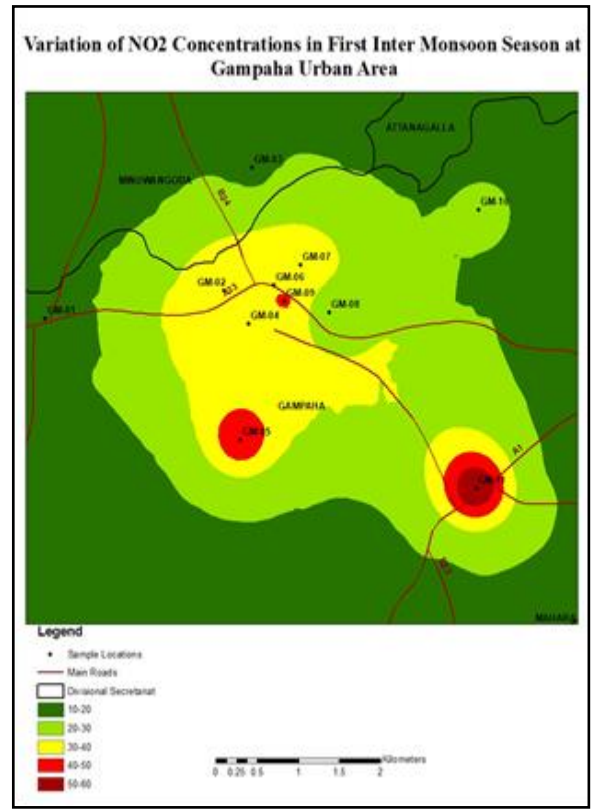 Variation of NO2 Concentrations in First Inter Monsoon Season at
Gampaha Urban Area
ATTANAGALLA
GM-03
MINUWANGODA
B24
GM-10
GM-07
GM-06
GM-02
A33
GM-09
GM-01
GM-08
GM-04
GAMPAHA
GM-05
A1
MAHARA
Legend
Sample Locations
Main Roads
Divisional Secretariat
10-20
20-30
30-40
40-50
50-60
Kilometers
0 0.25 0.5 1 1.5 2